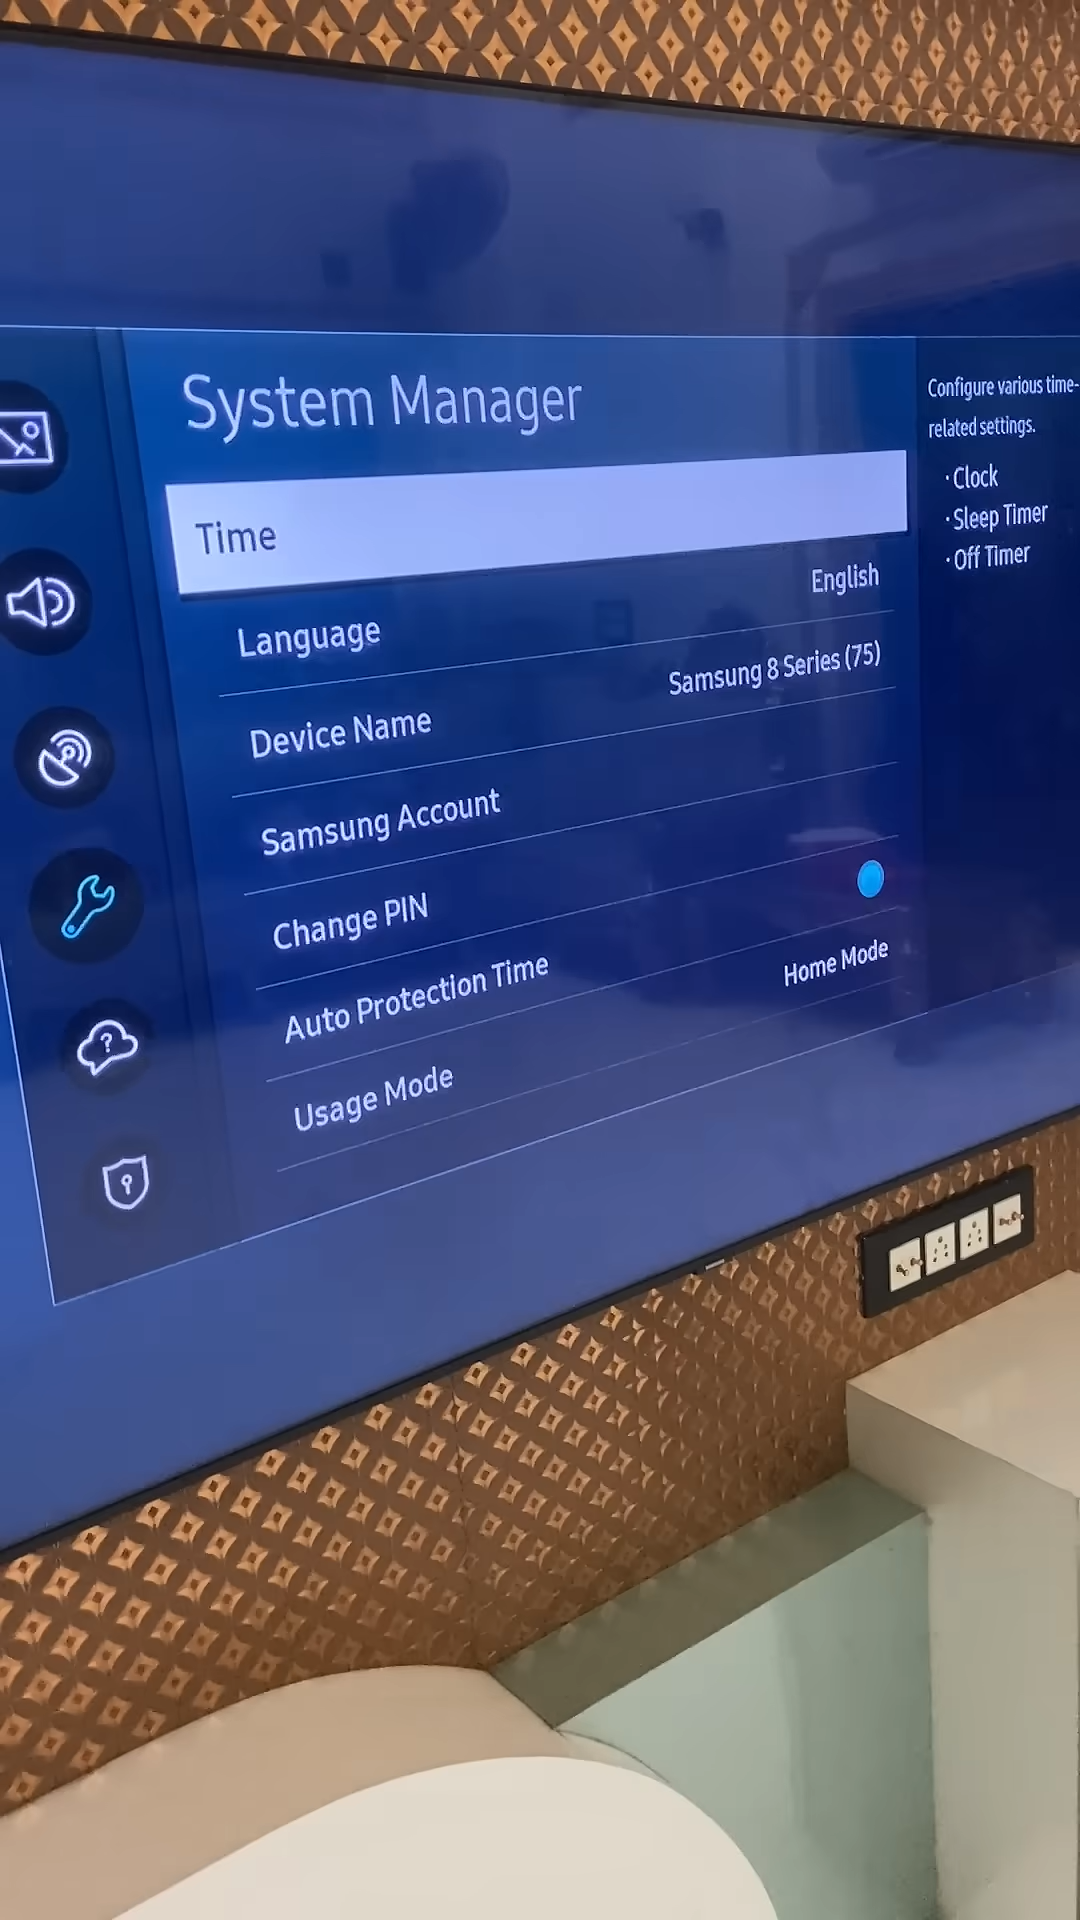 System Manager
Time
Language English
Device Name Samsung 8 Series (75)
Samsung Account
Change PIN
Auto Protection Time
Usage Mode Home Mode
Configure various time-
related settings.
· Clock
· Sleep Timer
· Off Timer
?